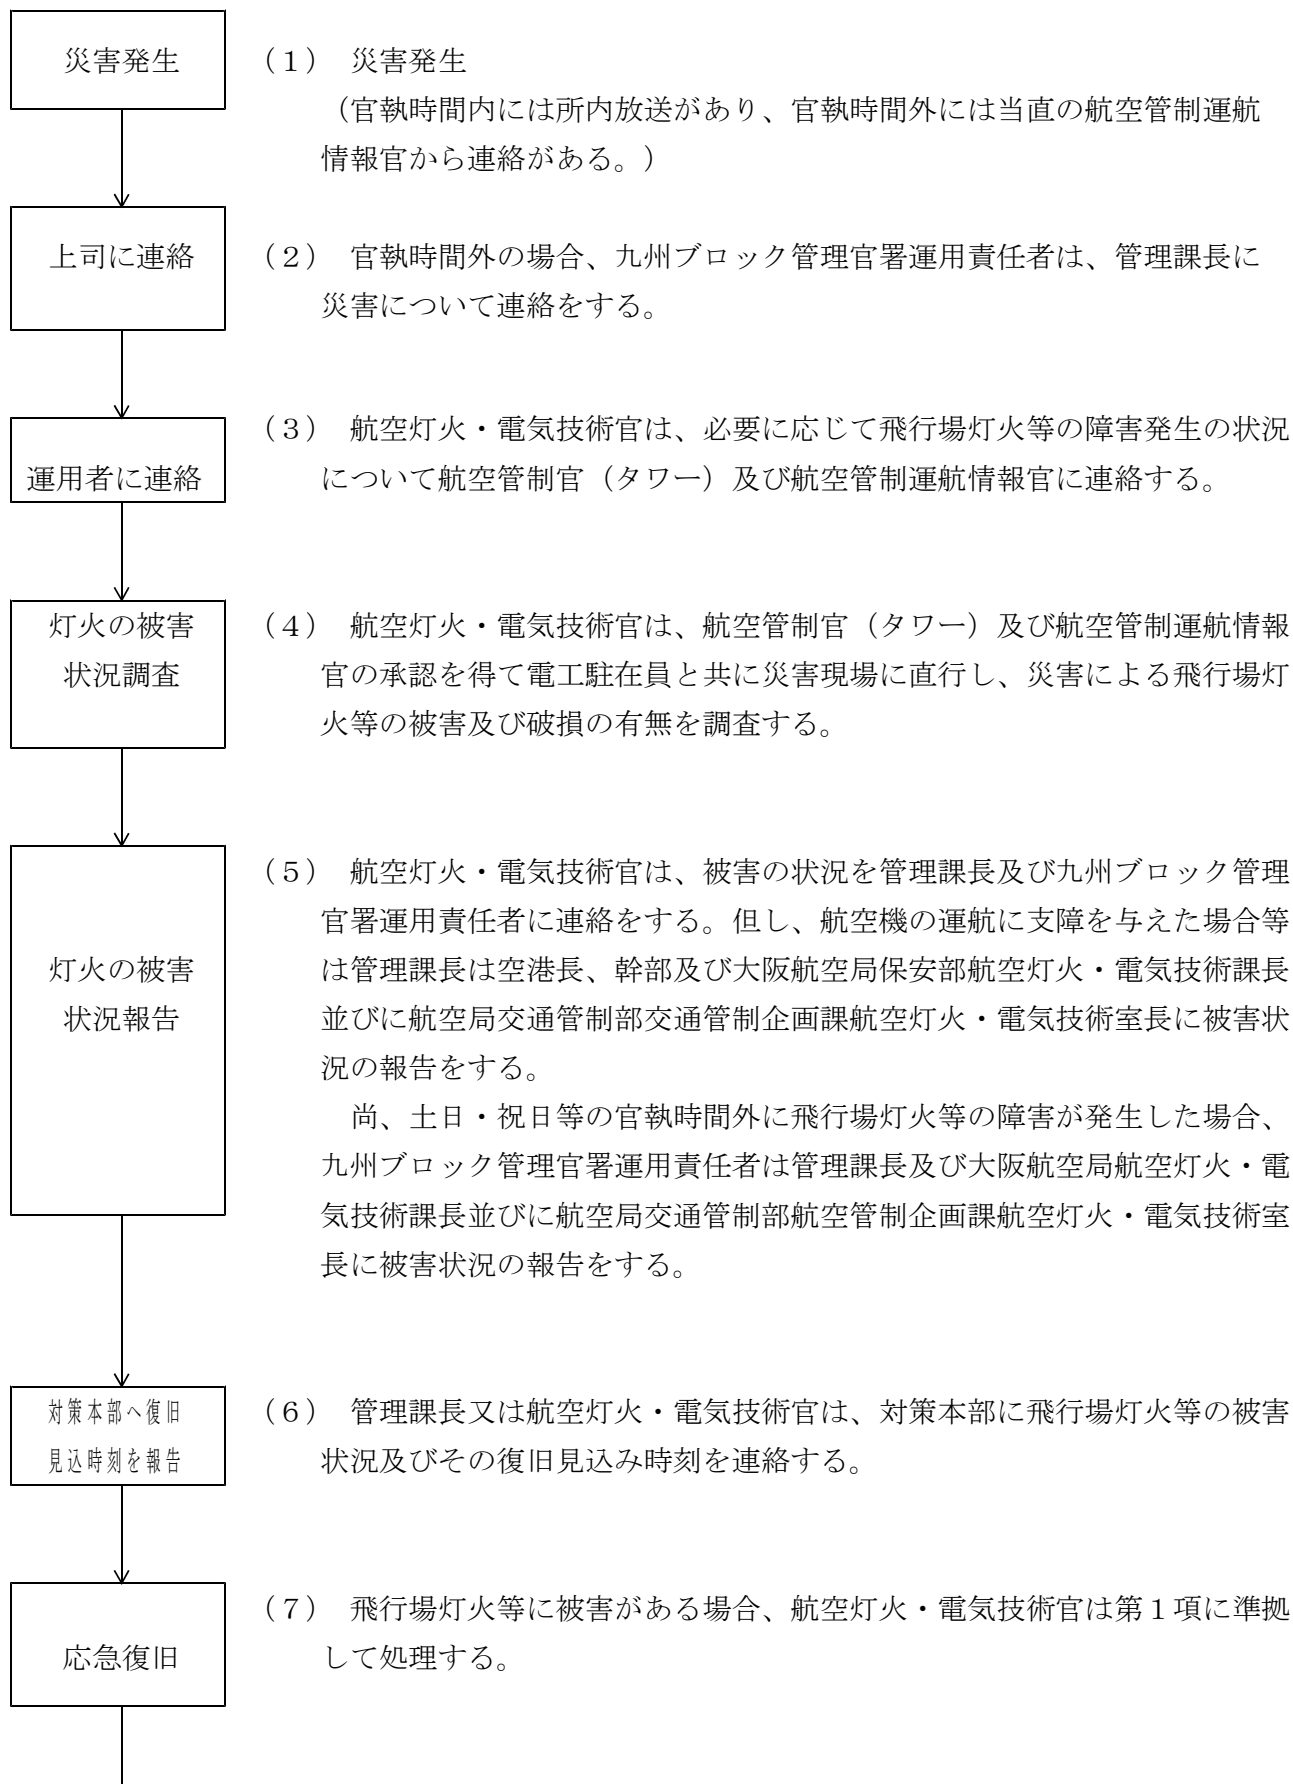 災害発生
（１） 災害発生
（官執時間内には所内放送があり、官執時間外には当直の航空管制運航
情報官から連絡がある。）
上司に連絡
（２） 官執時間外の場合、九州ブロック管理官署運用責任者は、管理課長に
災害について連絡をする。
運用者に連絡
（３） 航空灯火・電気技術官は、必要に応じて飛行場灯火等の障害発生の状況
について航空管制官（タワー）及び航空管制運航情報官に連絡する。
灯火の被害
状況調査
（４） 航空灯火・電気技術官は、航空管制官（タワー）及び航空管制運航情報
官の承認を得て電工駐在員と共に災害現場に直行し、災害による飛行場灯
火等の被害及び破損の有無を調査する。
灯火の被害
状況報告
（５） 航空灯火・電気技術官は、被害の状況を管理課長及び九州ブロック管理
官署運用責任者に連絡をする。但し、航空機の運航に支障を与えた場合等
は管理課長は空港長、幹部及び大阪航空局保安部航空灯火・電気技術課長
並びに航空局交通管制部交通管制企画課航空灯火・電気技術室長に被害状
況の報告をする。
尚、土日・祝日等の官執時間外に飛行場灯火等の障害が発生した場合、
九州ブロック管理官署運用責任者は管理課長及び大阪航空局航空灯火・電
気技術課長並びに航空局交通管制部航空管制企画課航空灯火・電気技術室
長に被害状況の報告をする。
対策本部へ復旧
見込時刻を報告
（６） 管理課長又は航空灯火・電気技術官は、対策本部に飛行場灯火等の被害
状況及びその復旧見込み時刻を連絡する。
応急復旧
（７） 飛行場灯火等に被害がある場合、航空灯火・電気技術官は第１項に準拠
して処理する。